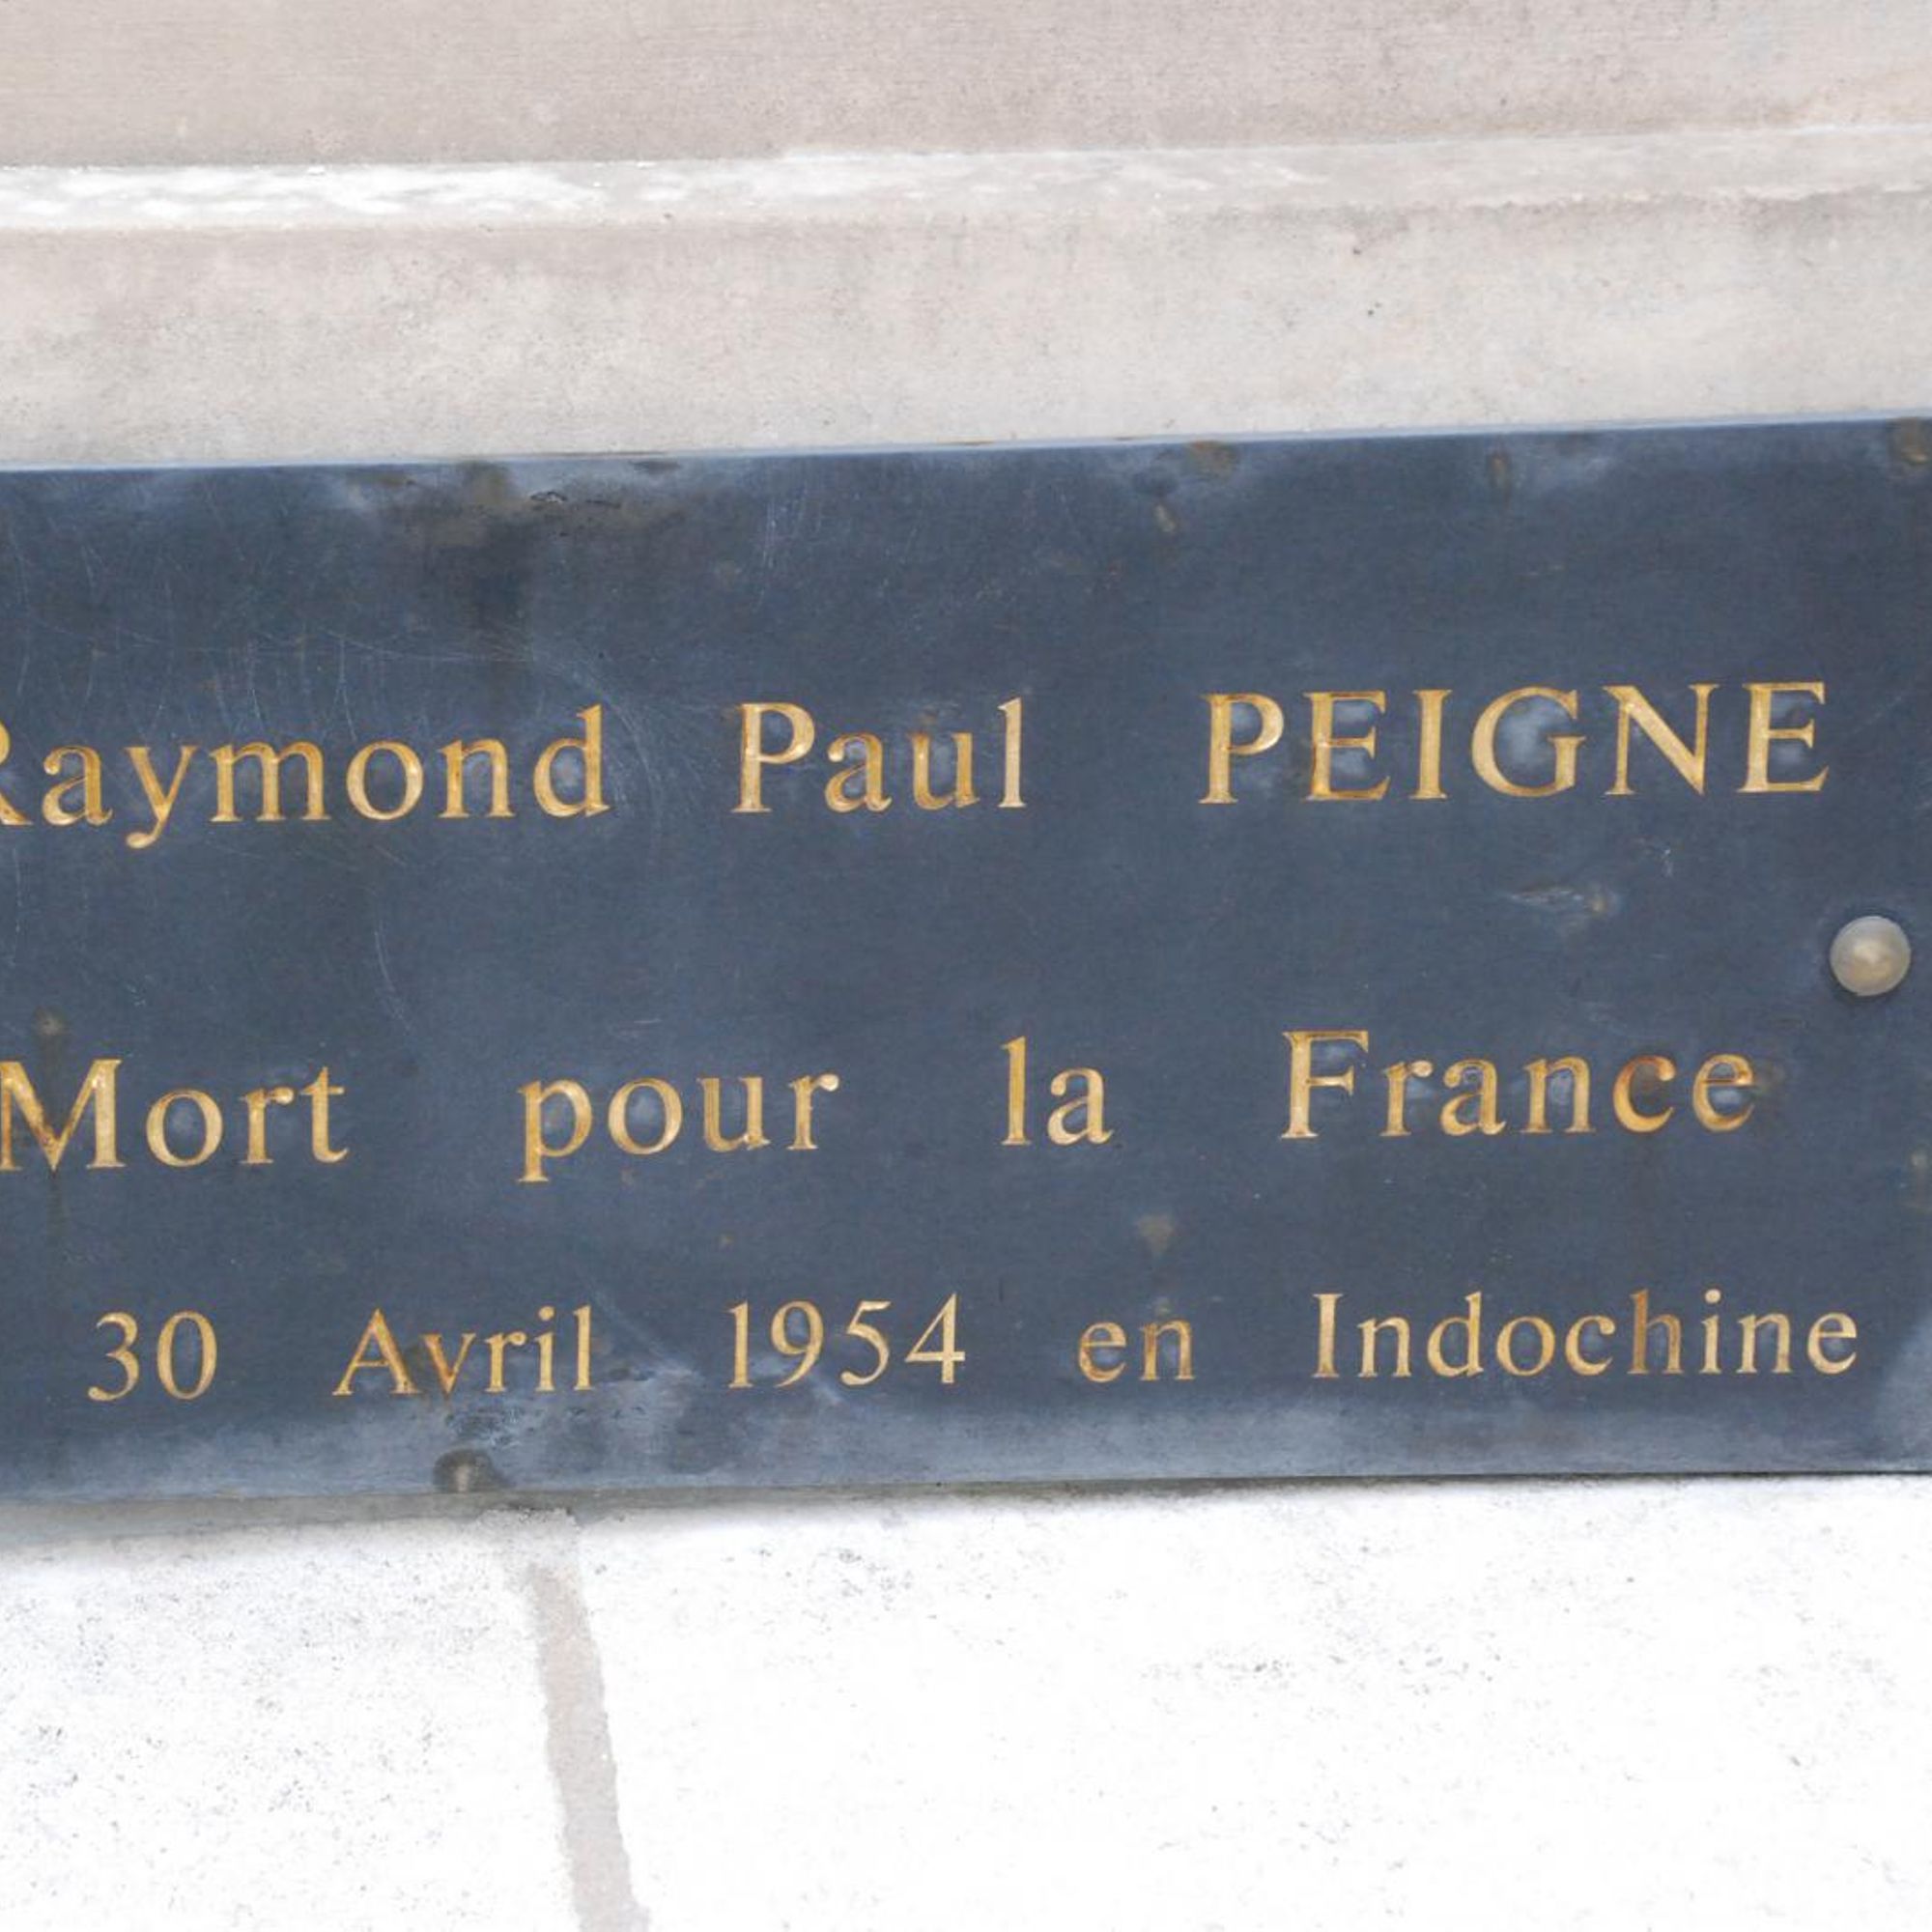 Raymond Paul PEIGNE
Mort pour la France
30 Avril 1954 en Indochine